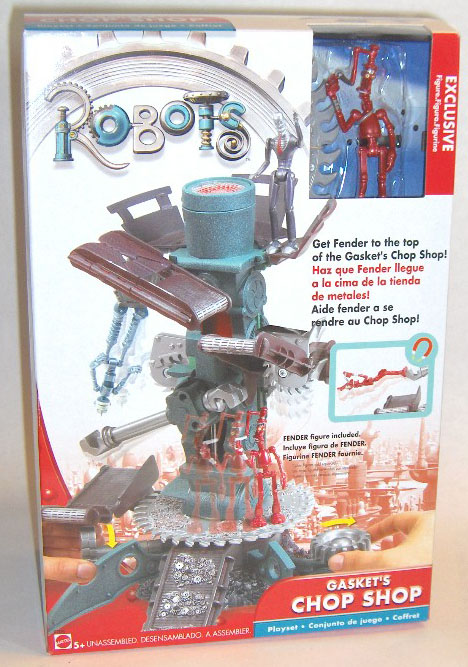 CHOP SHOP
ROBOTS
EXCLUSIVE
Figure.Figura.Figurine
Get Fender to the top
of the Gasket's Chop Shop!
Haz que Fender llegue
a la cima de la tienda
de metales!
Aide fender a se
rendre au Chop Shop!
FENDER figure included.
Incluye figura de FENDER.
Figurine FENDER fournie.
GASKET'S
CHOP SHOP
Playset • Conjunto de juego • Coffret
MATTEL
5+ UNASSEMBLED. DESENSAMBLADO. A ASSEMBLER.